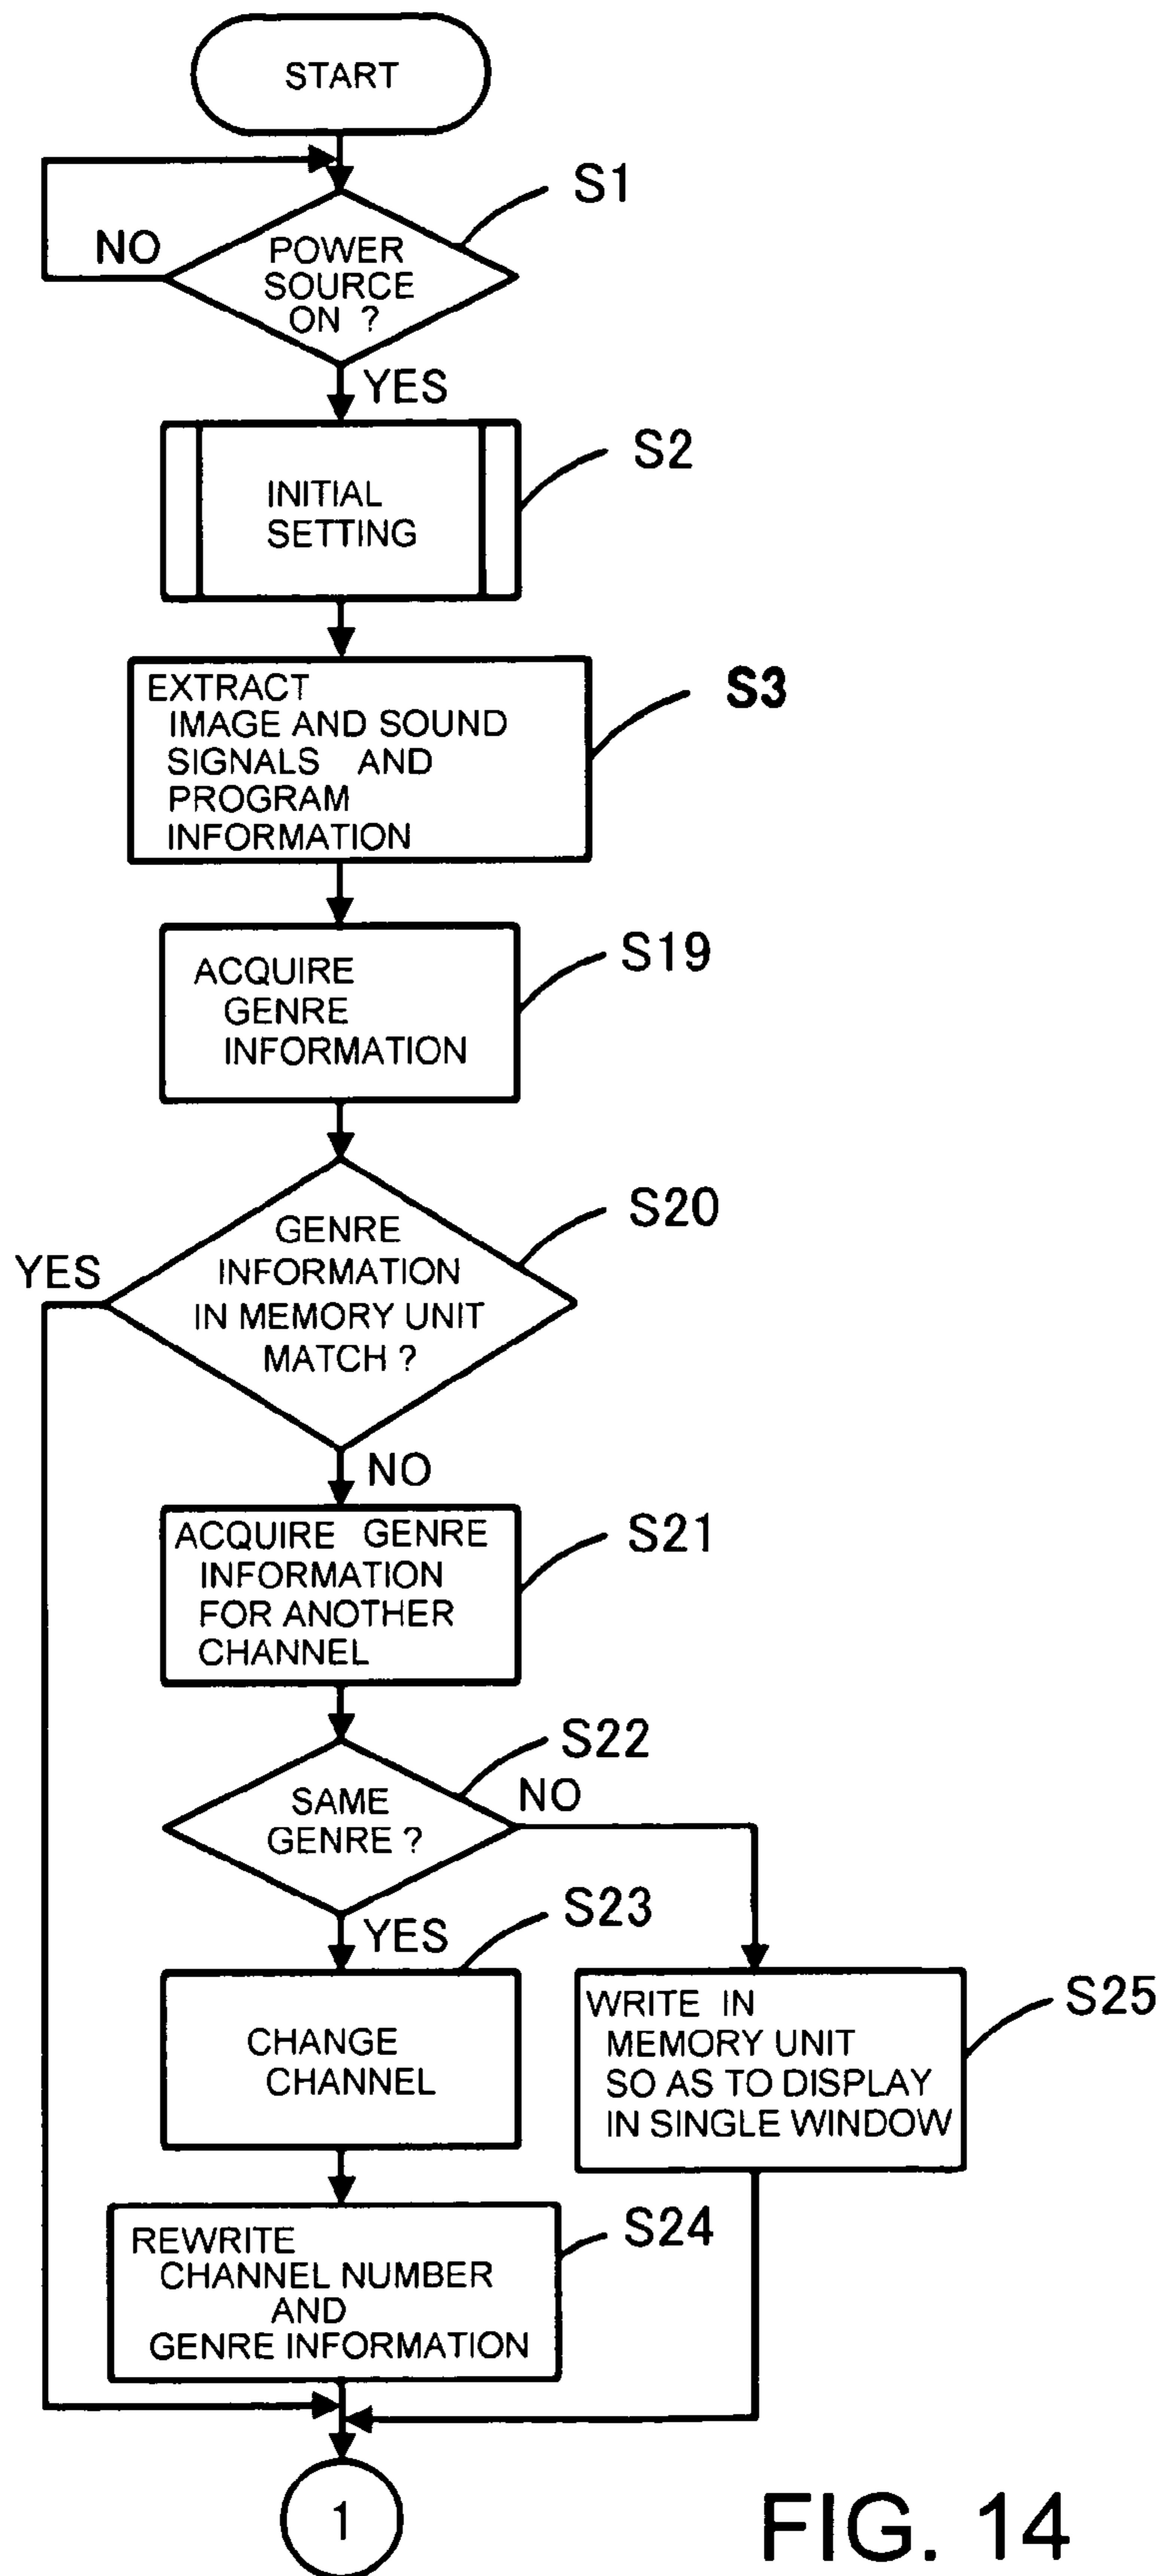 START
S1
NO
POWER
SOURCE
ON ?
YES
S2
INITIAL
SETTING
S3
EXTRACT
IMAGE AND SOUND
SIGNALS AND
PROGRAM
INFORMATION
S19
ACQUIRE
GENRE
INFORMATION
S20
YES
GENRE
INFORMATION
IN MEMORY UNIT
MATCH ?
NO
S21
ACQUIRE GENRE
INFORMATION
FOR ANOTHER
CHANNEL
S22
NO
SAME
GENRE ?
S23
YES
CHANGE
CHANNEL
S25
WRITE IN
MEMORY UNIT
SO AS TO DISPLAY
IN SINGLE WINDOW
S24
REWRITE
CHANNEL NUMBER
AND
GENRE INFORMATION
1
FIG. 14